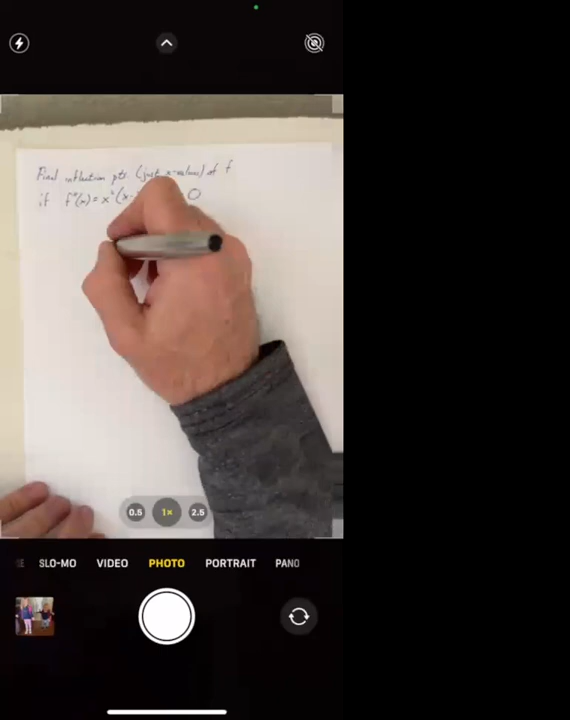 Find inflection pts. (just x-values) of f
if f"(x) = x²(x- 0
0.5 1× 2.5
SLO-MO VIDEO PHOTO PORTRAIT PANO